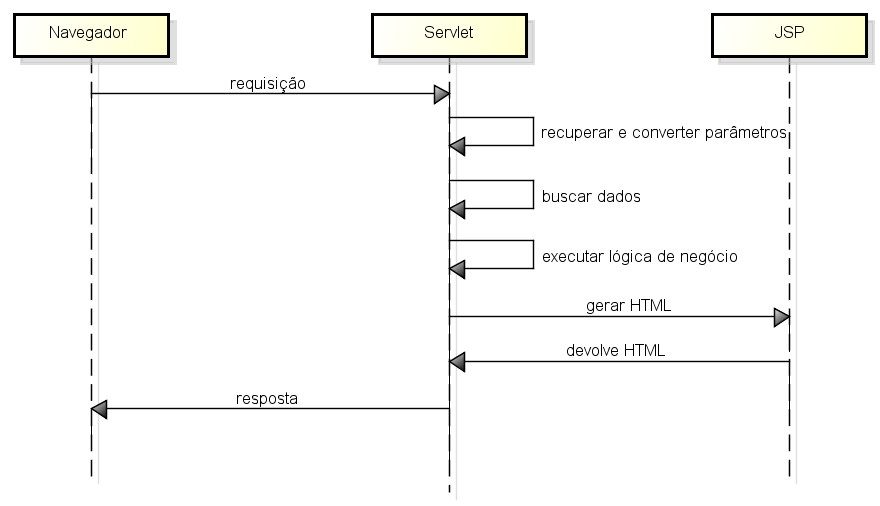 Navegador
Servlet
JSP
requisição
recuperar e converter parâmetros
buscar dados
executar lógica de negócio
gerar HTML
devolve HTML
resposta